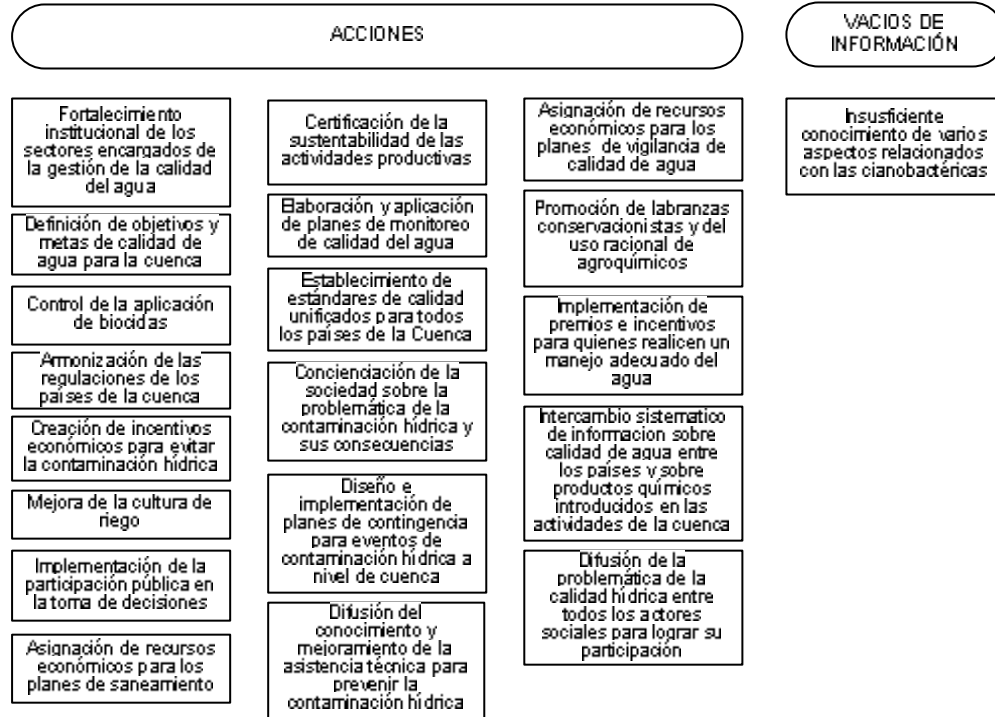 ACCIONES
VACIOS DE
INFORMACIÓN
Fortalecimiento
institucional de los
sectores encargados de
la gestión de la calidad
del agua
Definición de objetivos y
metas de calidad de
agua para la cuenca
Control de la aplicación
de biocidas
Armonización de las
regulaciones de los
países de la cuenca
Creación de incentivos
económicos para evitar
la contaminación hídrica
Mejora de la cultura de
riego
Implementación de la
participación pública en
la toma de decisiones
Asignación de recursos
económicos para los
planes de saneamiento
Certificación de la
sustentabilidad de las
actividades productivas
Elaboración y aplicación
de planes de monitoreo
de calidad del agua
Establecimiento de
estándares de calidad
unificados para todos
los países de la Cuenca
Concienciación de la
sociedad sobre la
problemática de la
contaminación hídrica y
sus consecuencias
Diseño e
implementación de
planes de contingencia
para eventos de
contaminación hídrica a
nivel de cuenca
Difusión del
conocimiento y
mejoramiento de la
asistencia técnica para
prevenir la
contaminación hídrica
Asignación de recursos
económicos para los
planes de vigilancia de
calidad de agua
Promoción de labranzas
conservacionistas y del
uso racional de
agroquímicos
Implementación de
premios e incentivos
para quienes realicen un
manejo adecuado del
agua
Intercambio sistematico
de informacion sobre
calidad de agua entre
los países y sobre
productos químicos
introducidos en las
actividades de la cuenca
Difusión de la
problemática de la
calidad hídrica entre
todos los actores
sociales para lograr su
participación
Insusficiente
conocimiento de varios
aspectos relacionados
con las cianobactéricas